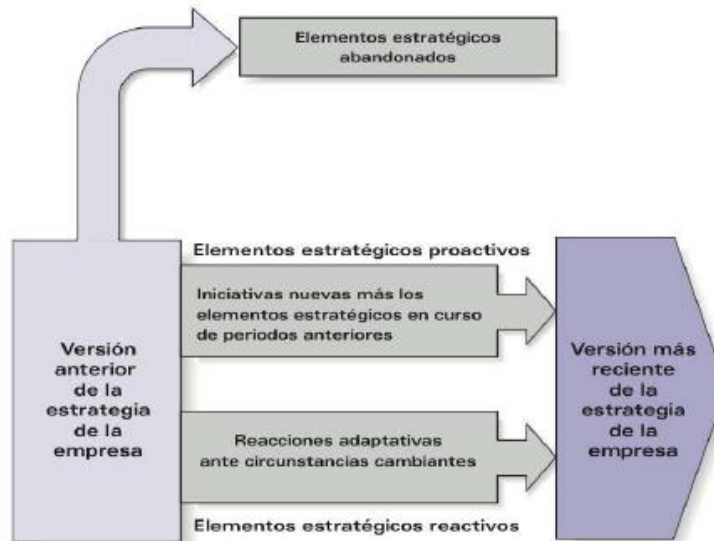 Elementos estratégicos
abandonados
Elementos estratégicos proactivos
Iniciativas nuevas más los
elementos estratégicos en curso
de periodos anteriores
Versión
anterior
de la
estrategia
de la
empresa
Versión más
reciente
de la
estrategia
de la
empresa
Reacciones adaptativas
ante circunstancias cambiantes
Elementos estratégicos reactivos